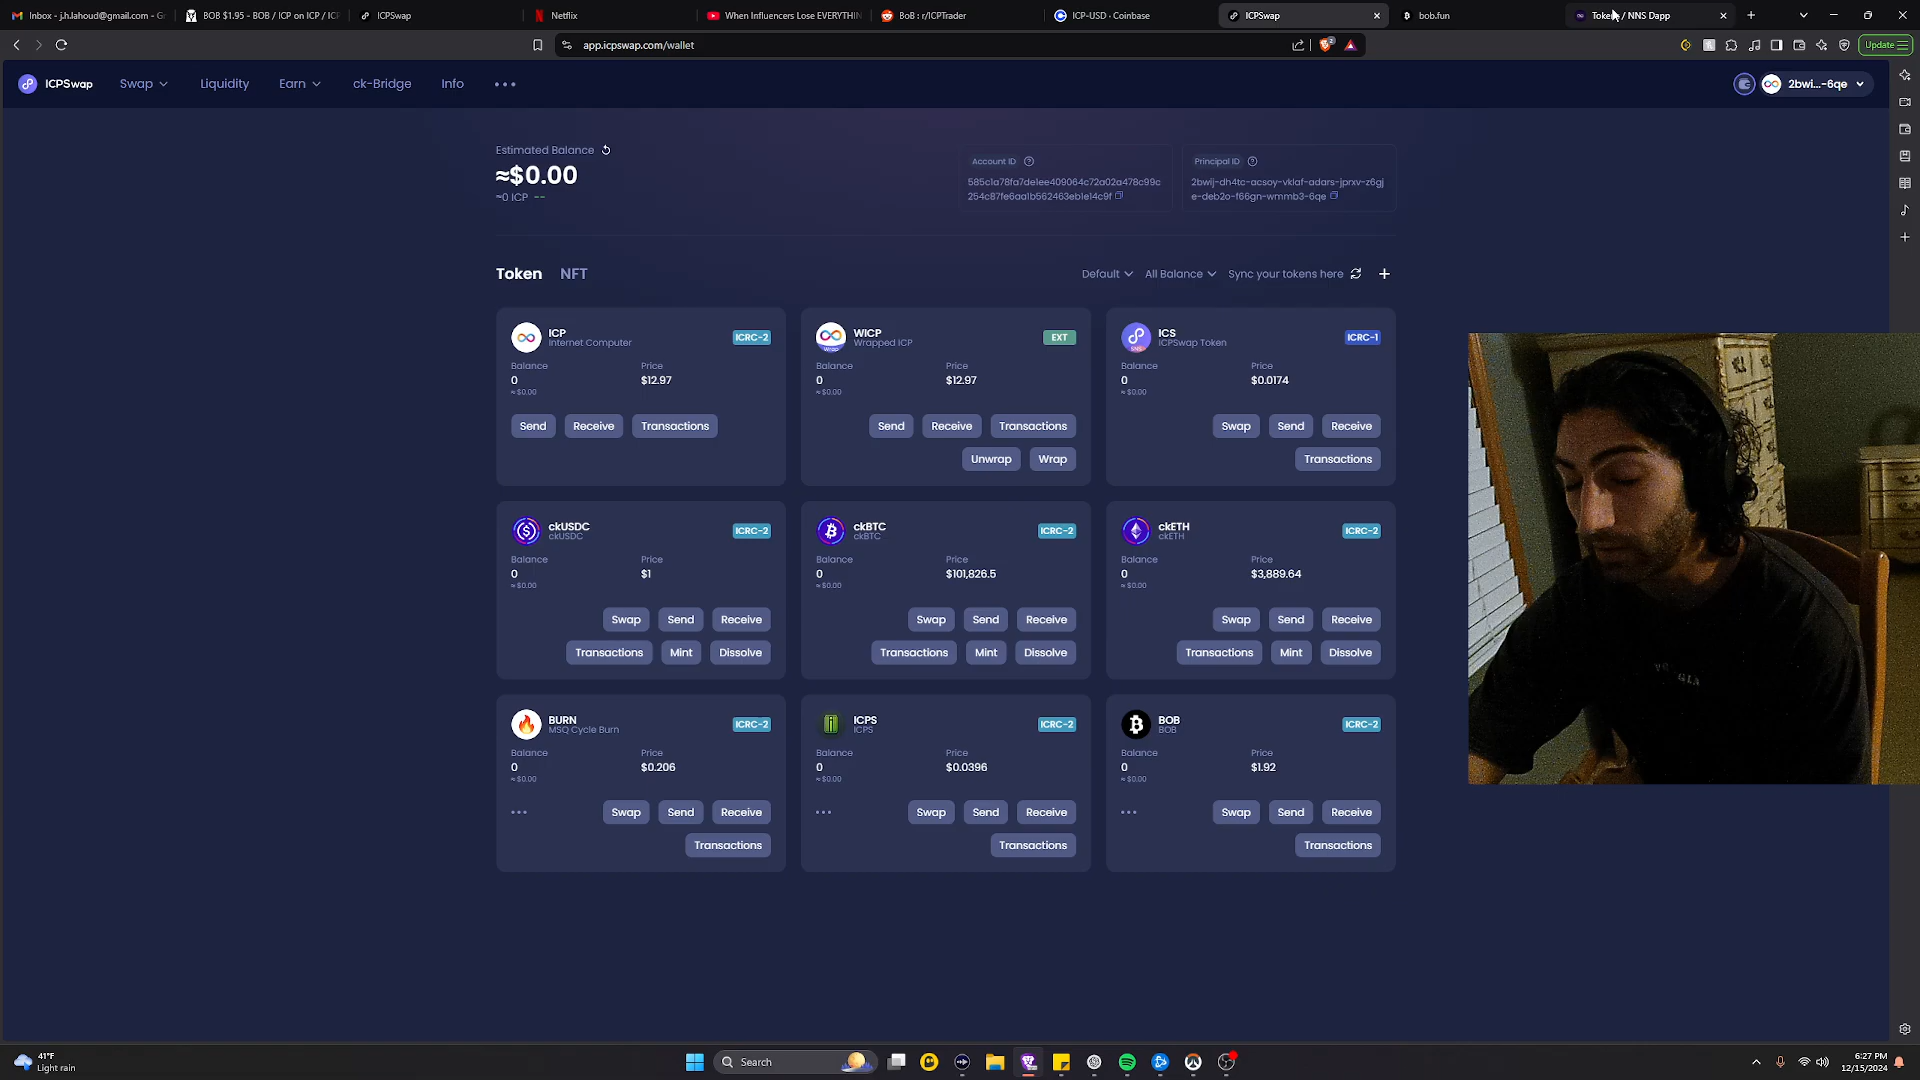 Inbox - j.h.lahoud@gmail.com - G
BOB $1.95 - BOB / ICP on ICP / ICP
ICPSwap
Netflix
When Influencers Lose EVERYTHIN
BoB : r/ICPTrader
ICP-USD · Coinbase
ICPSwap
bob.fun
Tokens / NNS Dapp
app.icpswap.com/wallet
2
Update
ICPSwap
Swap
Liquidity
Earn
ck-Bridge
Info
2bwi...-6qe
Estimated Balance
≈$0.00
≈0 ICP --
Account ID
585c1a78fa7de1ee409064c72a02a478c99c
254c87fe6aa1b562463eb1e14c9f
Principal ID
2bwij-dh4tc-acsoy-vklaf-adars-jprxv-z6gj
e-deb2o-f66gn-wmmb3-6qe
Token
NFT
Default
All Balance
Sync your tokens here
ICP
Internet Computer
ICRC-2
Balance
Price
0
$12.97
≈$0.00
Send
Receive
Transactions
WICP
Wrapped ICP
EXT
Balance
Price
0
$12.97
≈$0.00
Send
Receive
Transactions
Unwrap
Wrap
ICS
ICPSwap Token
ICRC-1
Balance
Price
0
$0.0174
≈$0.00
Swap
Send
Receive
Transactions
ckUSDC
ckUSDC
ICRC-2
Balance
Price
0
$1
≈$0.00
Swap
Send
Receive
Transactions
Mint
Dissolve
ckBTC
ckBTC
ICRC-2
Balance
Price
0
$101,826.5
≈$0.00
Swap
Send
Receive
Transactions
Mint
Dissolve
ckETH
ckETH
ICRC-2
Balance
Price
0
$3,889.64
≈$0.00
Swap
Send
Receive
Transactions
Mint
Dissolve
BURN
MSQ Cycle Burn
ICRC-2
Balance
Price
0
$0.206
≈$0.00
Swap
Send
Receive
Transactions
ICPS
ICPS
ICRC-2
Balance
Price
0
$0.0396
≈$0.00
Swap
Send
Receive
Transactions
BOB
BOB
ICRC-2
Balance
Price
0
$1.92
≈$0.00
Swap
Send
Receive
Transactions
41°F
Light rain
Search
6:27 PM
12/15/2024